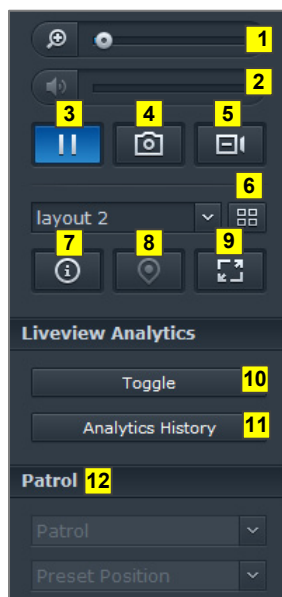 1
2
3 4 5
6
layout 2
7 8 9
Liveview Analytics
Toggle 10
Analytics History 11
Patrol 12
Patrol
Preset Position